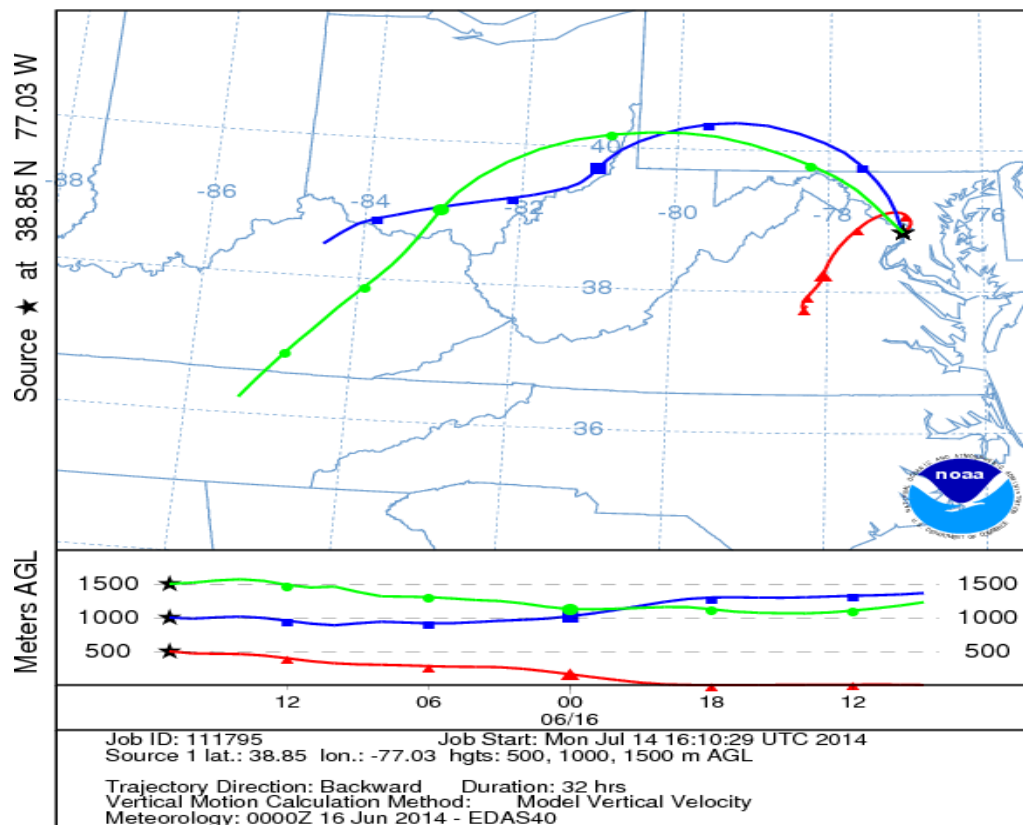 Source ★ at 38.85 N 77.03 W
-88
-86
-84
-82
-80
-78
-76
40
38
36
noaa
Meters AGL
1500
1000
500
1500
1000
500
12
06
00
18
12
06/16
Job ID: 111795 Job Start: Mon Jul 14 16:10:29 UTC 2014
Source 1 lat.: 38.85 lon.: -77.03 hgts: 500, 1000, 1500 m AGL
Trajectory Direction: Backward Duration: 32 hrs
Vertical Motion Calculation Method: Model Vertical Velocity
Meteorology: 0000Z 16 Jun 2014 - EDAS40